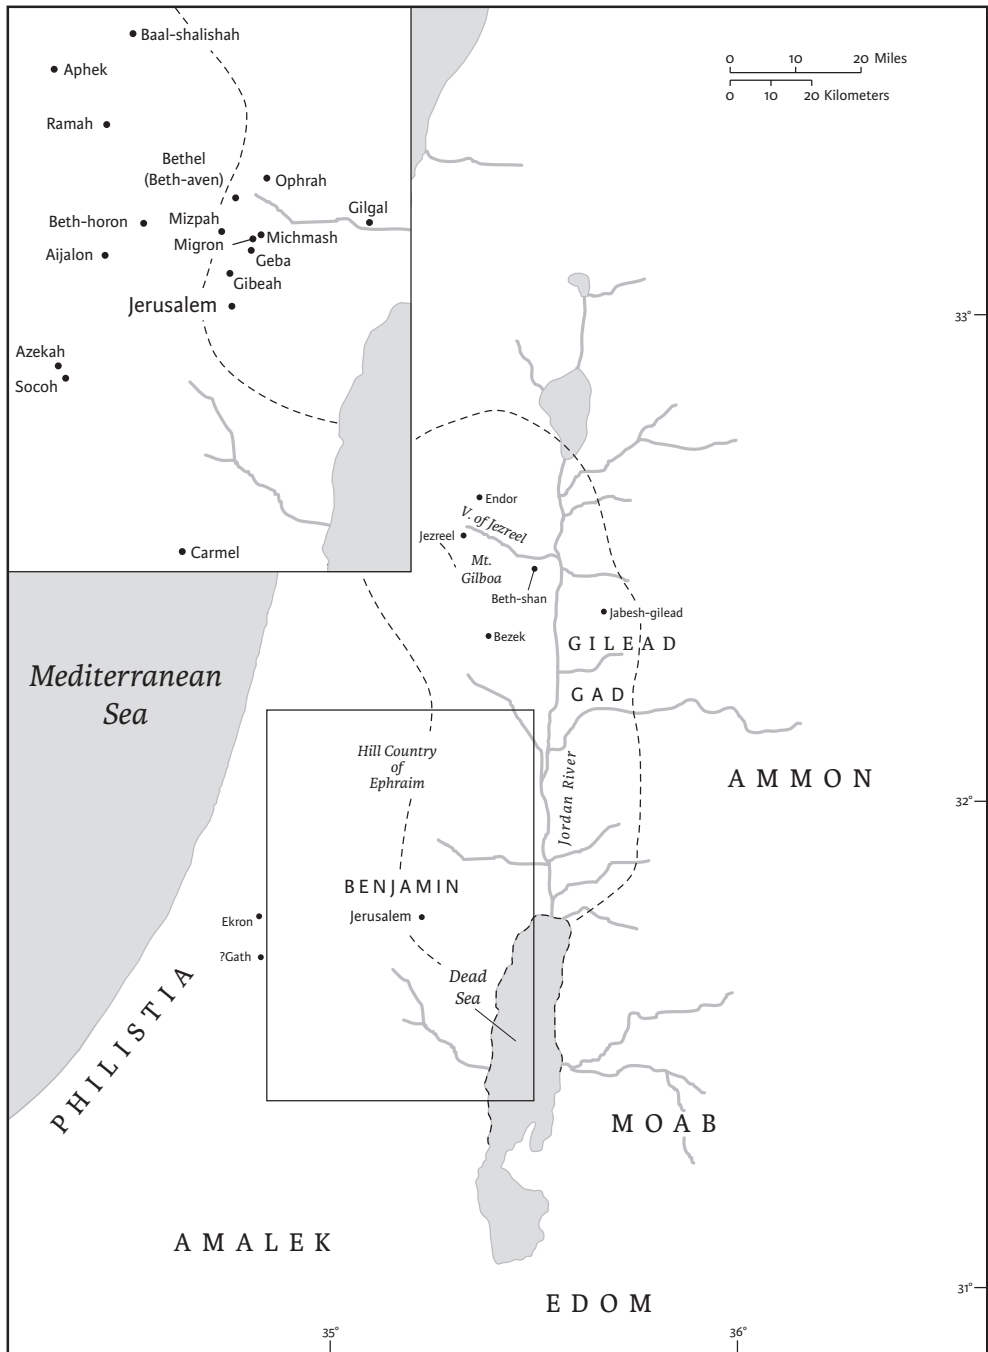 Baal-shalishah
Aphek
Ramah
Bethel
(Beth-aven)
Ophrah
Gilgal
Beth-horon
Mizpah
Migron
Michmash
Aijalon
Geba
Gibeah
Jerusalem
Azekah
Socoh
Carmel
0 10 20 Miles
0 10 20 Kilometers
33°
Endor
V. of Jezreel
Jezreel
Mt.
Gilboa
Beth-shan
Jabesh-gilead
Bezek
GILEAD
GAD
Mediterranean
Sea
Hill Country
of
Ephraim
Jordan River
AMMON
32°
BENJAMIN
Jerusalem
Ekron
?Gath
Dead
Sea
PHILISTIA
MOAB
AMALEK
EDOM
31°
35°
36°